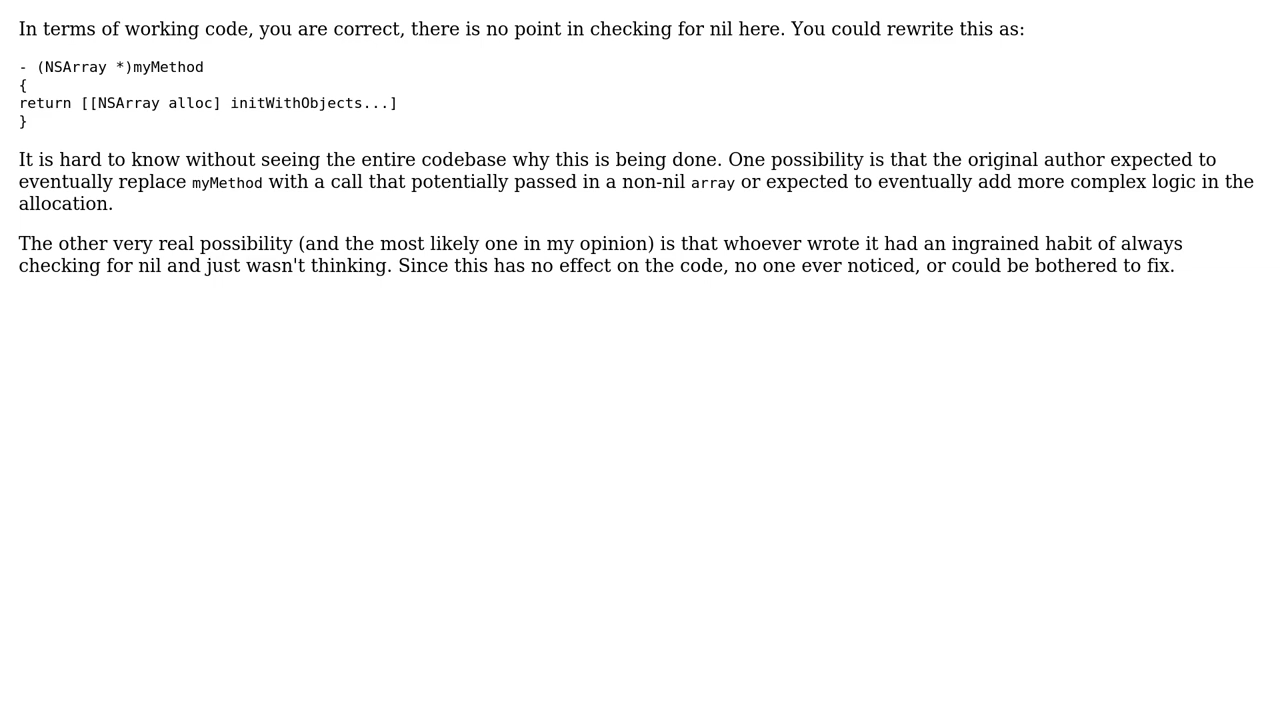 In terms of working code, you are correct, there is no point in checking for nil here. You could rewrite this as:
- (NSArray *)myMethod
{
return [[NSArray alloc] initWithObjects...]
}
It is hard to know without seeing the entire codebase why this is being done. One possibility is that the original author expected to
eventually replace myMethod with a call that potentially passed in a non-nil array or expected to eventually add more complex logic in the
allocation.
The other very real possibility (and the most likely one in my opinion) is that whoever wrote it had an ingrained habit of always
checking for nil and just wasn't thinking. Since this has no effect on the code, no one ever noticed, or could be bothered to fix.